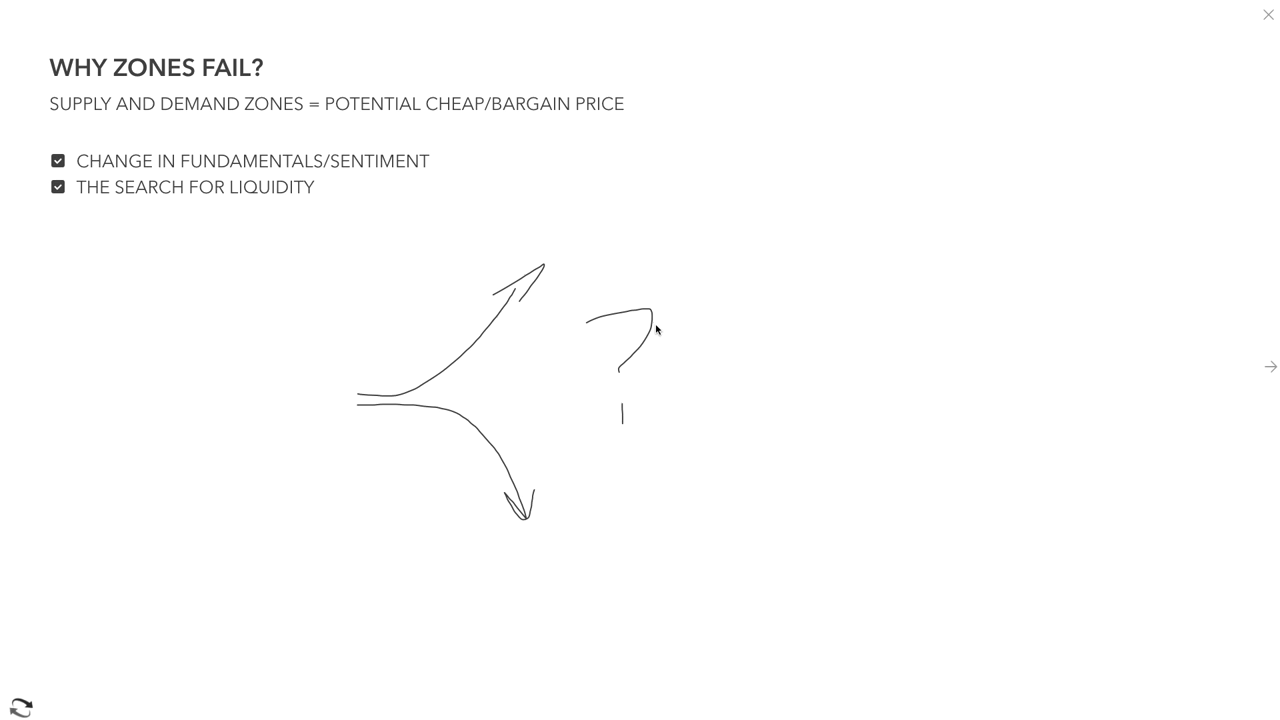 WHY ZONES FAIL?
SUPPLY AND DEMAND ZONES = POTENTIAL CHEAP/BARGAIN PRICE
CHANGE IN FUNDAMENTALS/SENTIMENT
THE SEARCH FOR LIQUIDITY
?